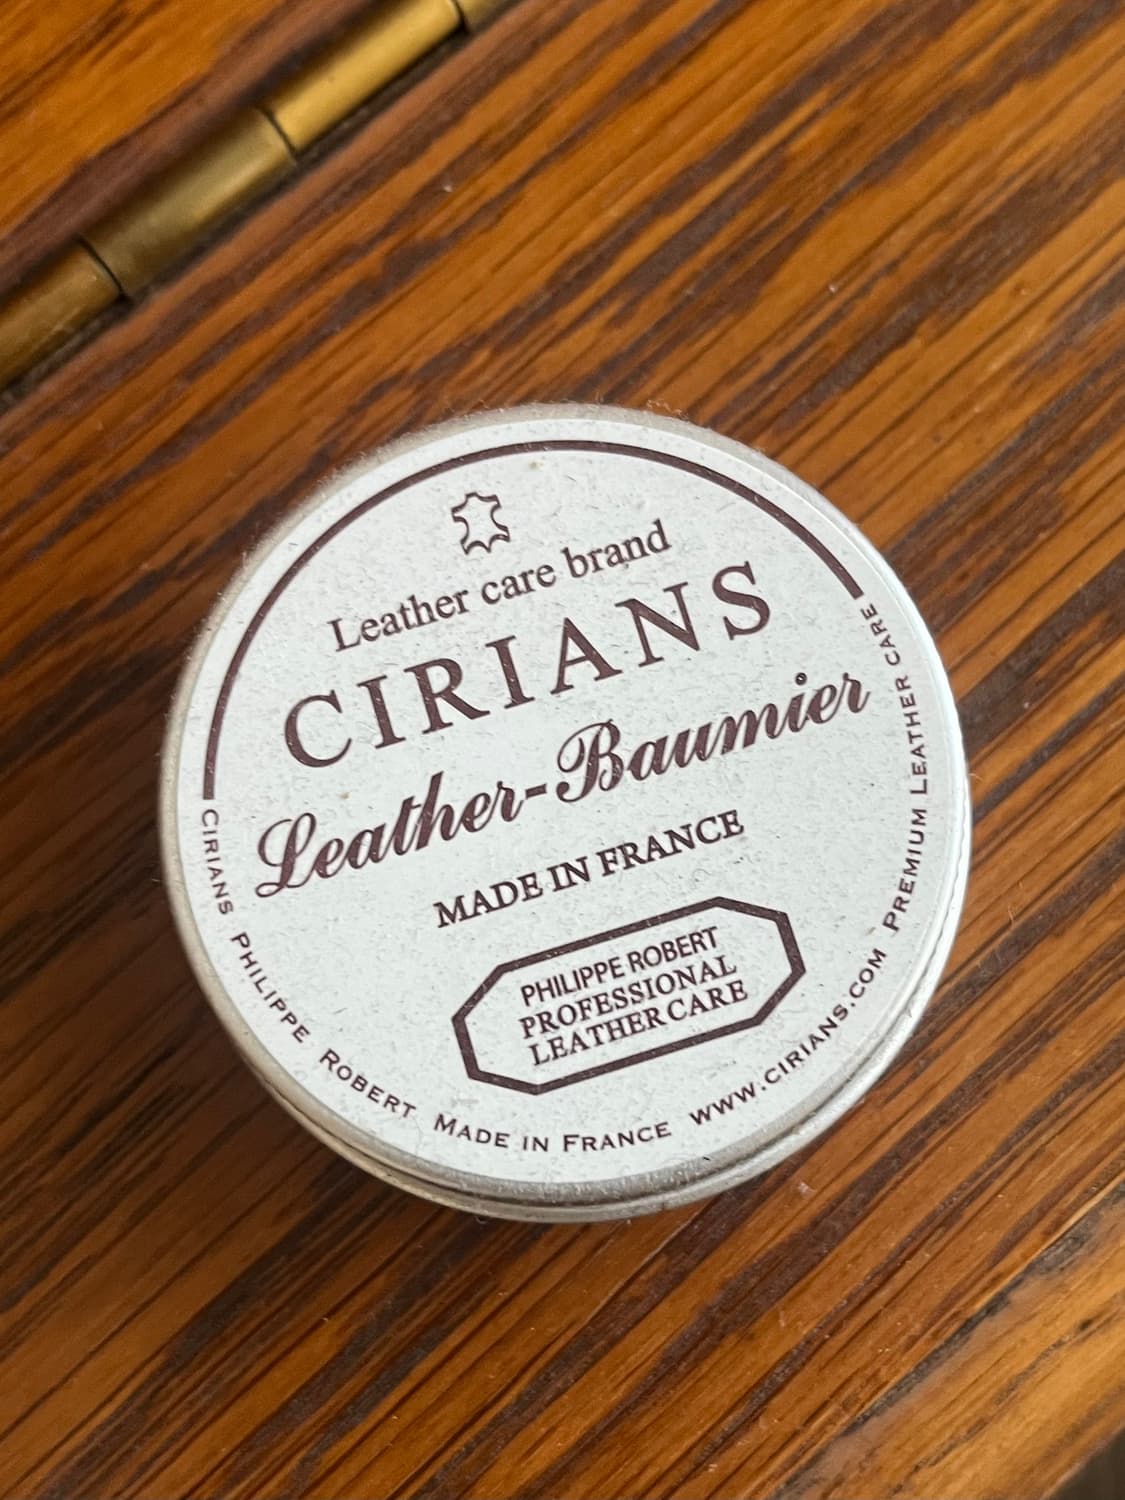 Leather care brand
CIRIANS
Leather-Baumier
MADE IN FRANCE
PHILIPPE ROBERT
PROFESSIONAL
LEATHER CARE
CIRIANS PHILIPPE ROBERT MADE IN FRANCE WWW.CIRIANS.COM PREMIUM LEATHER CARE